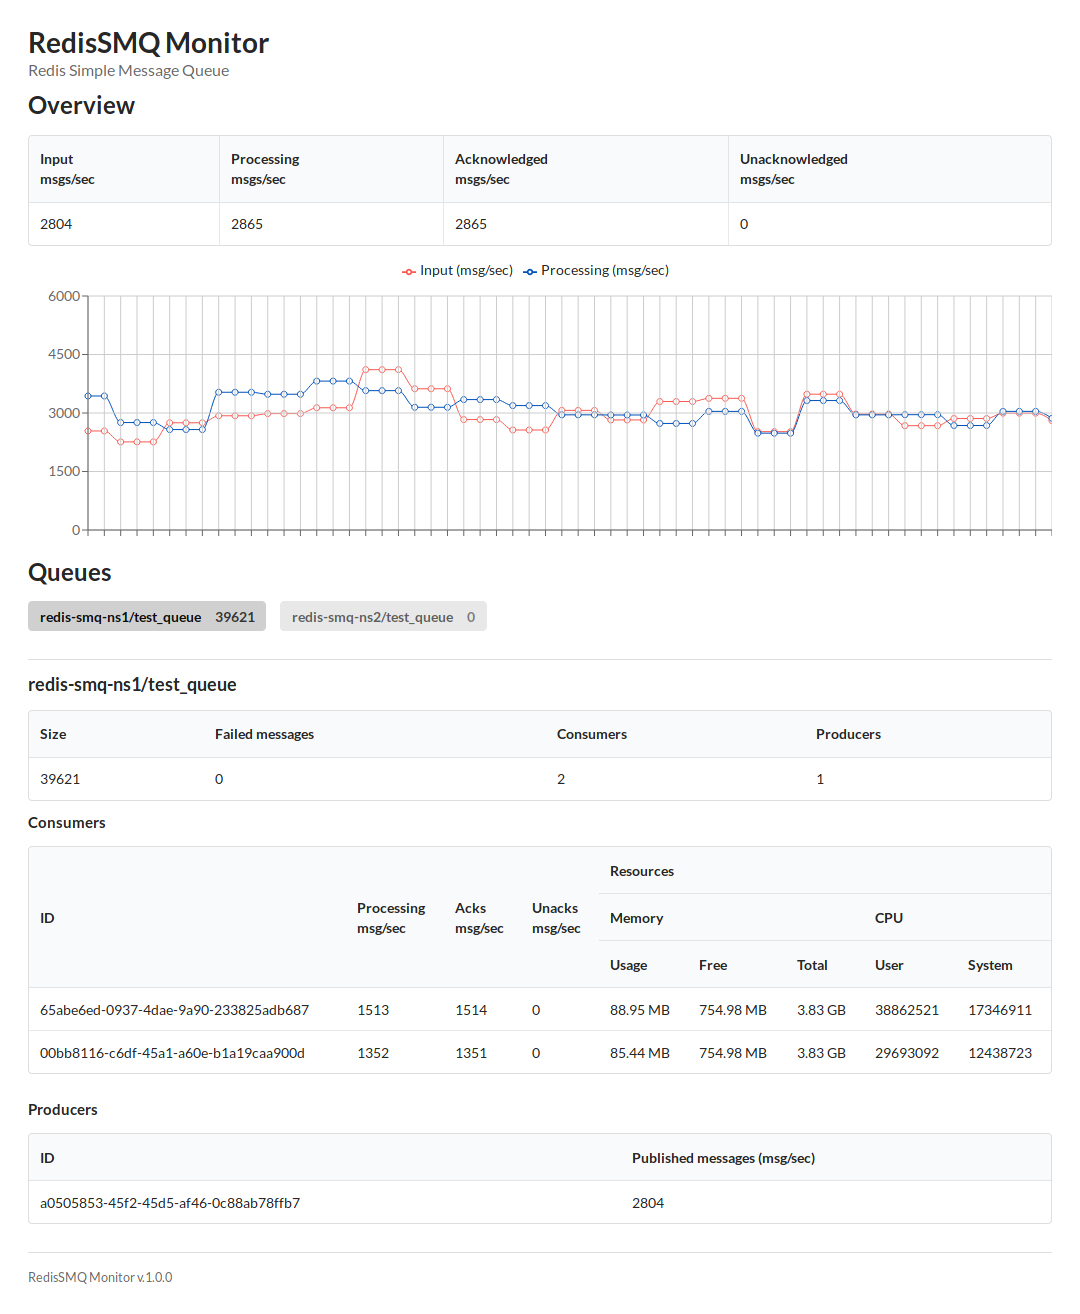 RedisSMQ Monitor
Redis Simple Message Queue
Overview
Input msgs/sec Processing msgs/sec Acknowledged msgs/sec Unacknowledged msgs/sec
2804 2865 2865 0
Input (msg/sec) Processing (msg/sec)
6000
4500
3000
1500
0
Queues
redis-smq-ns1/test_queue 39621 redis-smq-ns2/test_queue 0
redis-smq-ns1/test_queue
Size Failed messages Consumers Producers
39621 0 2 1
Consumers
Resources
ID Processing msg/sec Acks msg/sec Unacks msg/sec Memory CPU
Usage Free Total User System
65abe6ed-0937-4dae-9a90-233825adb687 1513 1514 0 88.95 MB 754.98 MB 3.83 GB 38862521 17346911
00bb8116-c6df-45a1-a60e-b1a19caa900d 1352 1351 0 85.44 MB 754.98 MB 3.83 GB 29693092 12438723
Producers
ID Published messages (msg/sec)
a0505853-45f2-45d5-af46-0c88ab78ffb7 2804
RedisSMQ Monitor v.1.0.0